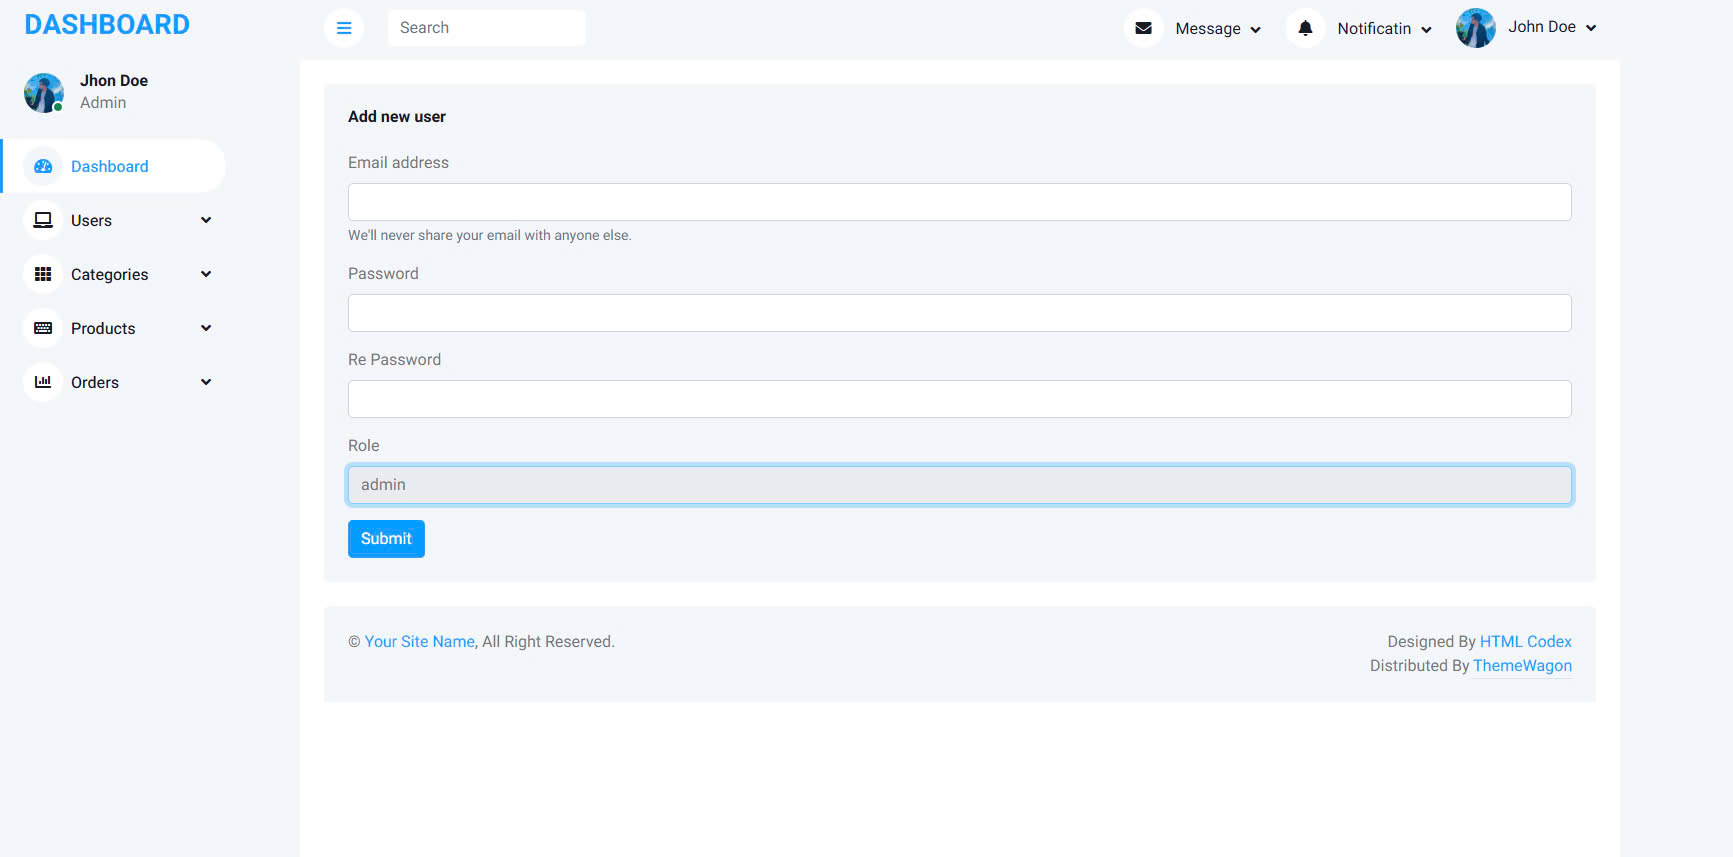 DASHBOARD
Search
Message
Notificatin
John Doe
Jhon Doe
Admin
Dashboard
Users
Categories
Products
Orders
Add new user
Email address
We'll never share your email with anyone else.
Password
Re Password
Role
admin
Submit
© Your Site Name, All Right Reserved.
Designed By HTML Codex
Distributed By ThemeWagon